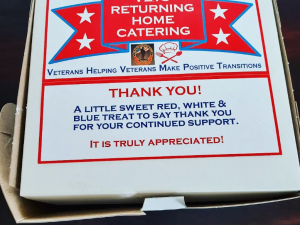 RETURNING
HOME
CATERING
VETERANS HELPING VETERANS MAKE POSITIVE TRANSITIONS
THANK YOU!
A LITTLE SWEET RED, WHITE &
BLUE TREAT TO SAY THANK YOU
FOR YOUR CONTINUED SUPPORT.
IT IS TRULY APPRECIATED!